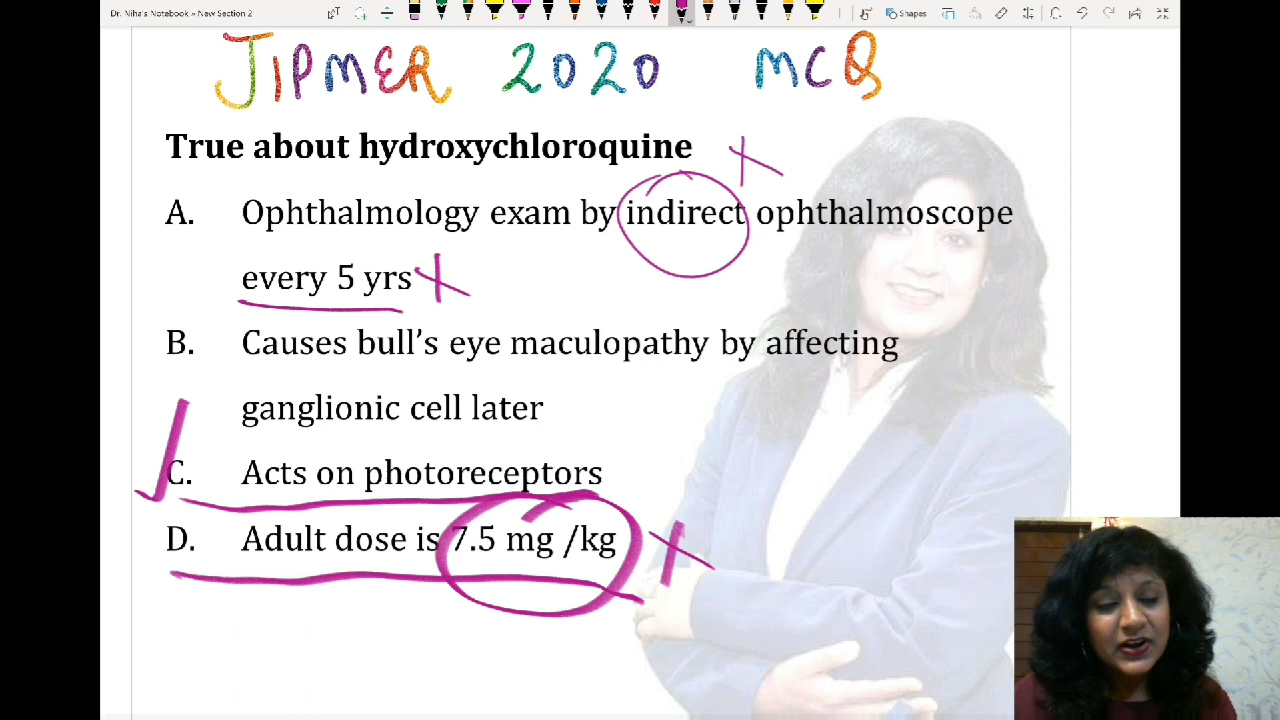 Dr. Niha's Notebook » New Section 2
Shapes
JIPMER 2020 MCQ
True about hydroxychloroquine
A. Ophthalmology exam by indirect ophthalmoscope
every 5 yrs
B. Causes bull’s eye maculopathy by affecting
ganglionic cell later
C. Acts on photoreceptors
D. Adult dose is 7.5 mg /kg